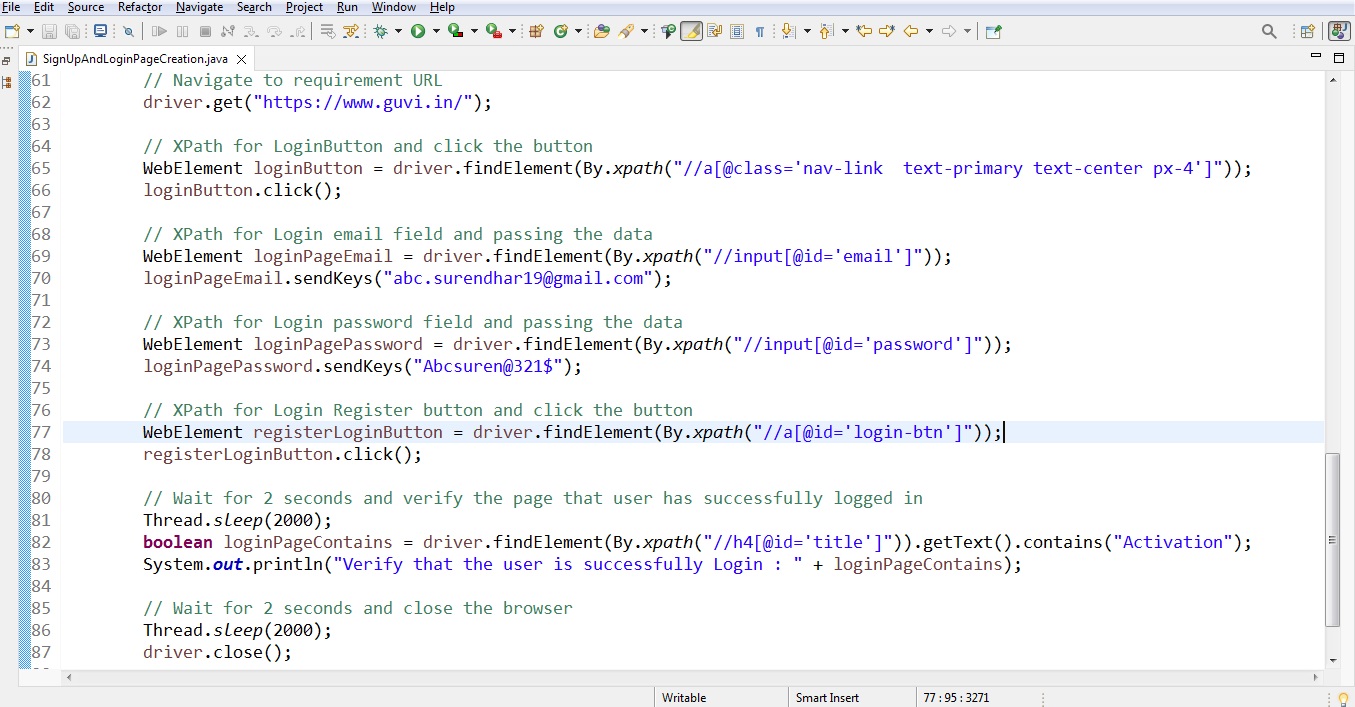 File Edit Source Refactor Navigate Search Project Run Window Help
SignUpAndLoginPageCreation.java
61 // Navigate to requirement URL
62 driver.get("https://www.guvi.in/");
63
64 // XPath for LoginButton and click the button
65 WebElement loginButton = driver.findElement(By.xpath("//a[@class='nav-link  text-primary text-center px-4']"));
66 loginButton.click();
67
68 // XPath for Login email field and passing the data
69 WebElement loginPageEmail = driver.findElement(By.xpath("//input[@id='email']"));
70 loginPageEmail.sendKeys("abc.surendhar19@gmail.com");
71
72 // XPath for Login password field and passing the data
73 WebElement loginPagePassword = driver.findElement(By.xpath("//input[@id='password']"));
74 loginPagePassword.sendKeys("Abcsuren@321$");
75
76 // XPath for Login Register button and click the button
77 WebElement registerLoginButton = driver.findElement(By.xpath("//a[@id='login-btn']"));
78 registerLoginButton.click();
79
80 // Wait for 2 seconds and verify the page that user has successfully logged in
81 Thread.sleep(2000);
82 boolean loginPageContains = driver.findElement(By.xpath("//h4[@id='title']")).getText().contains("Activation");
83 System.out.println("Verify that the user is successfully Login : " + loginPageContains);
84
85 // Wait for 2 seconds and close the browser
86 Thread.sleep(2000);
87 driver.close();
Writable Smart Insert 77 : 95 : 3271